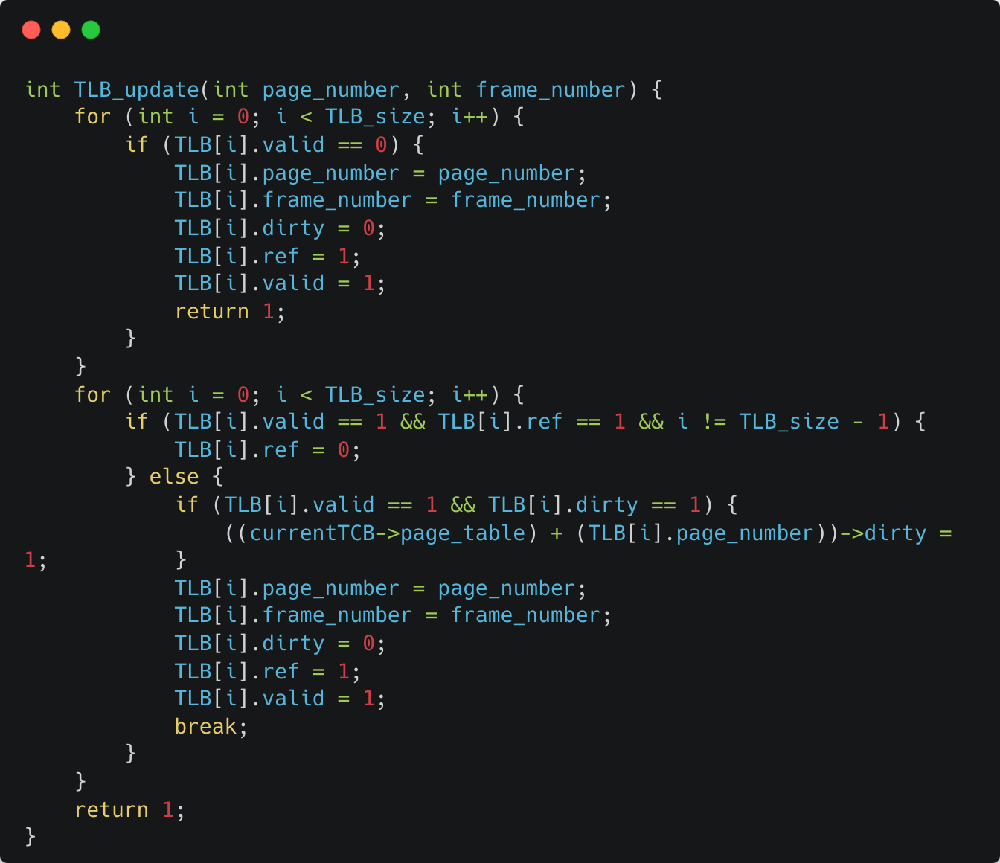 int TLB_update(int page_number, int frame_number) {
    for (int i = 0; i < TLB_size; i++) {
        if (TLB[i].valid == 0) {
            TLB[i].page_number = page_number;
            TLB[i].frame_number = frame_number;
            TLB[i].dirty = 0;
            TLB[i].ref = 1;
            TLB[i].valid = 1;
            return 1;
        }
    }
    for (int i = 0; i < TLB_size; i++) {
        if (TLB[i].valid == 1 && TLB[i].ref == 1 && i != TLB_size - 1) {
            TLB[i].ref = 0;
        } else {
            if (TLB[i].valid == 1 && TLB[i].dirty == 1) {
                ((currentTCB->page_table) + (TLB[i].page_number))->dirty =
1;          }
            TLB[i].page_number = page_number;
            TLB[i].frame_number = frame_number;
            TLB[i].dirty = 0;
            TLB[i].ref = 1;
            TLB[i].valid = 1;
            break;
        }
    }
    return 1;
}